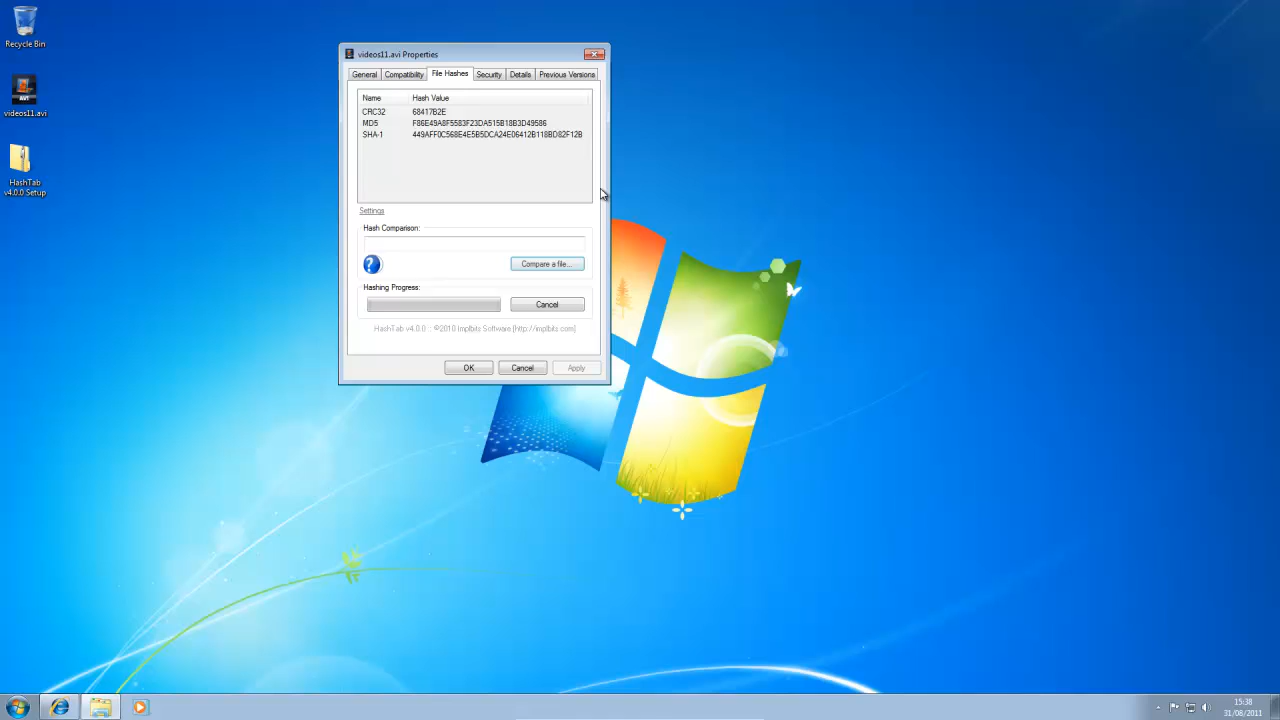 Recycle Bin
AVI
videos11.avi
HashTab
v4.0.0 Setup
videos11.avi Properties
General Compatibility File Hashes Security Details Previous Versions
Name Hash Value
CRC32 68417B2E
MD5 F86E49A8F5583F23DA515B18B3D49586
SHA-1 449AFF0C568E4E5B5DCA24E06412B118BD82F12B
Settings
Hash Comparison:
Compare a file...
Hashing Progress:
Cancel
HashTab v4.0.0 :: ©2010 Implbits Software [http://implbits.com]
OK Cancel Apply
15:38
31/08/2011